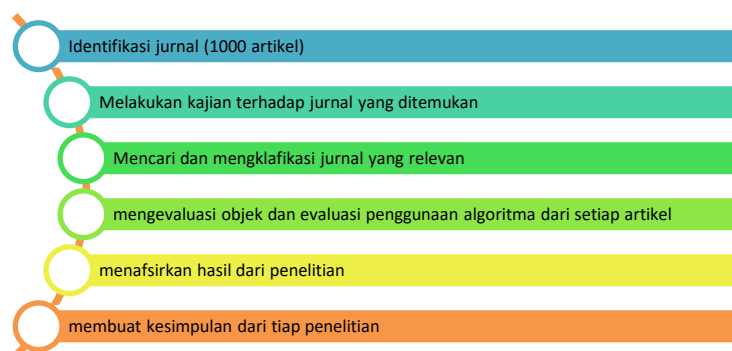 Identifikasi jurnal (1000 artikel)
Melakukan kajian terhadap jurnal yang ditemukan
Mencari dan mengklafikasi jurnal yang relevan
mengevaluasi objek dan evaluasi penggunaan algoritma dari setiap artikel
menafsirkan hasil dari penelitian
membuat kesimpulan dari tiap penelitian